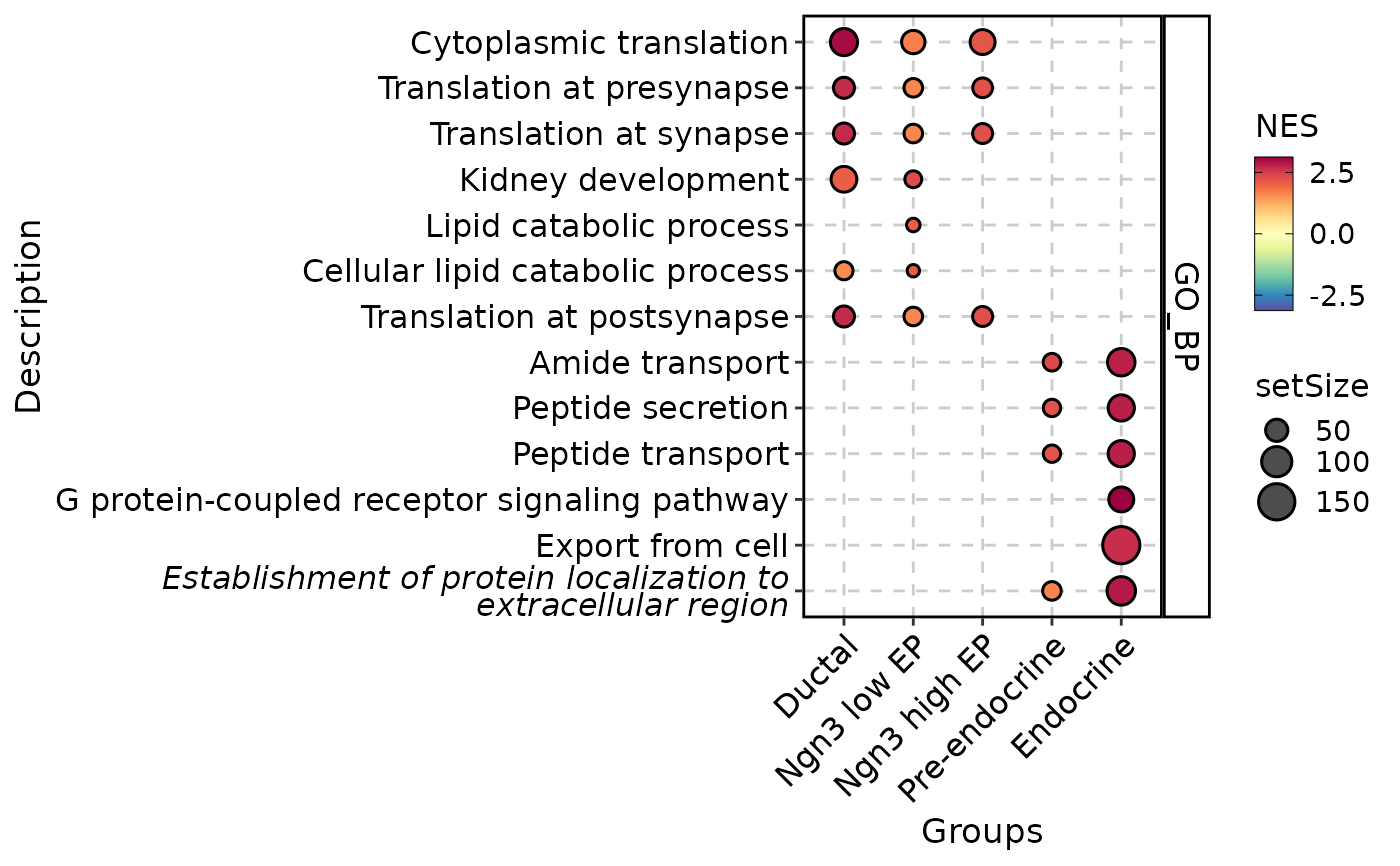 Description
Cytoplasmic translation
Translation at presynapse
Translation at synapse
Kidney development
Lipid catabolic process
Cellular lipid catabolic process
Translation at postsynapse
Amide transport
Peptide secretion
Peptide transport
G protein-coupled receptor signaling pathway
Export from cell
Establishment of protein localization to
extracellular region
GO_BP
Ductal
Ngn3 low EP
Ngn3 high EP
Pre-endocrine
Endocrine
Groups
NES
2.5
0.0
-2.5
setSize
50
100
150